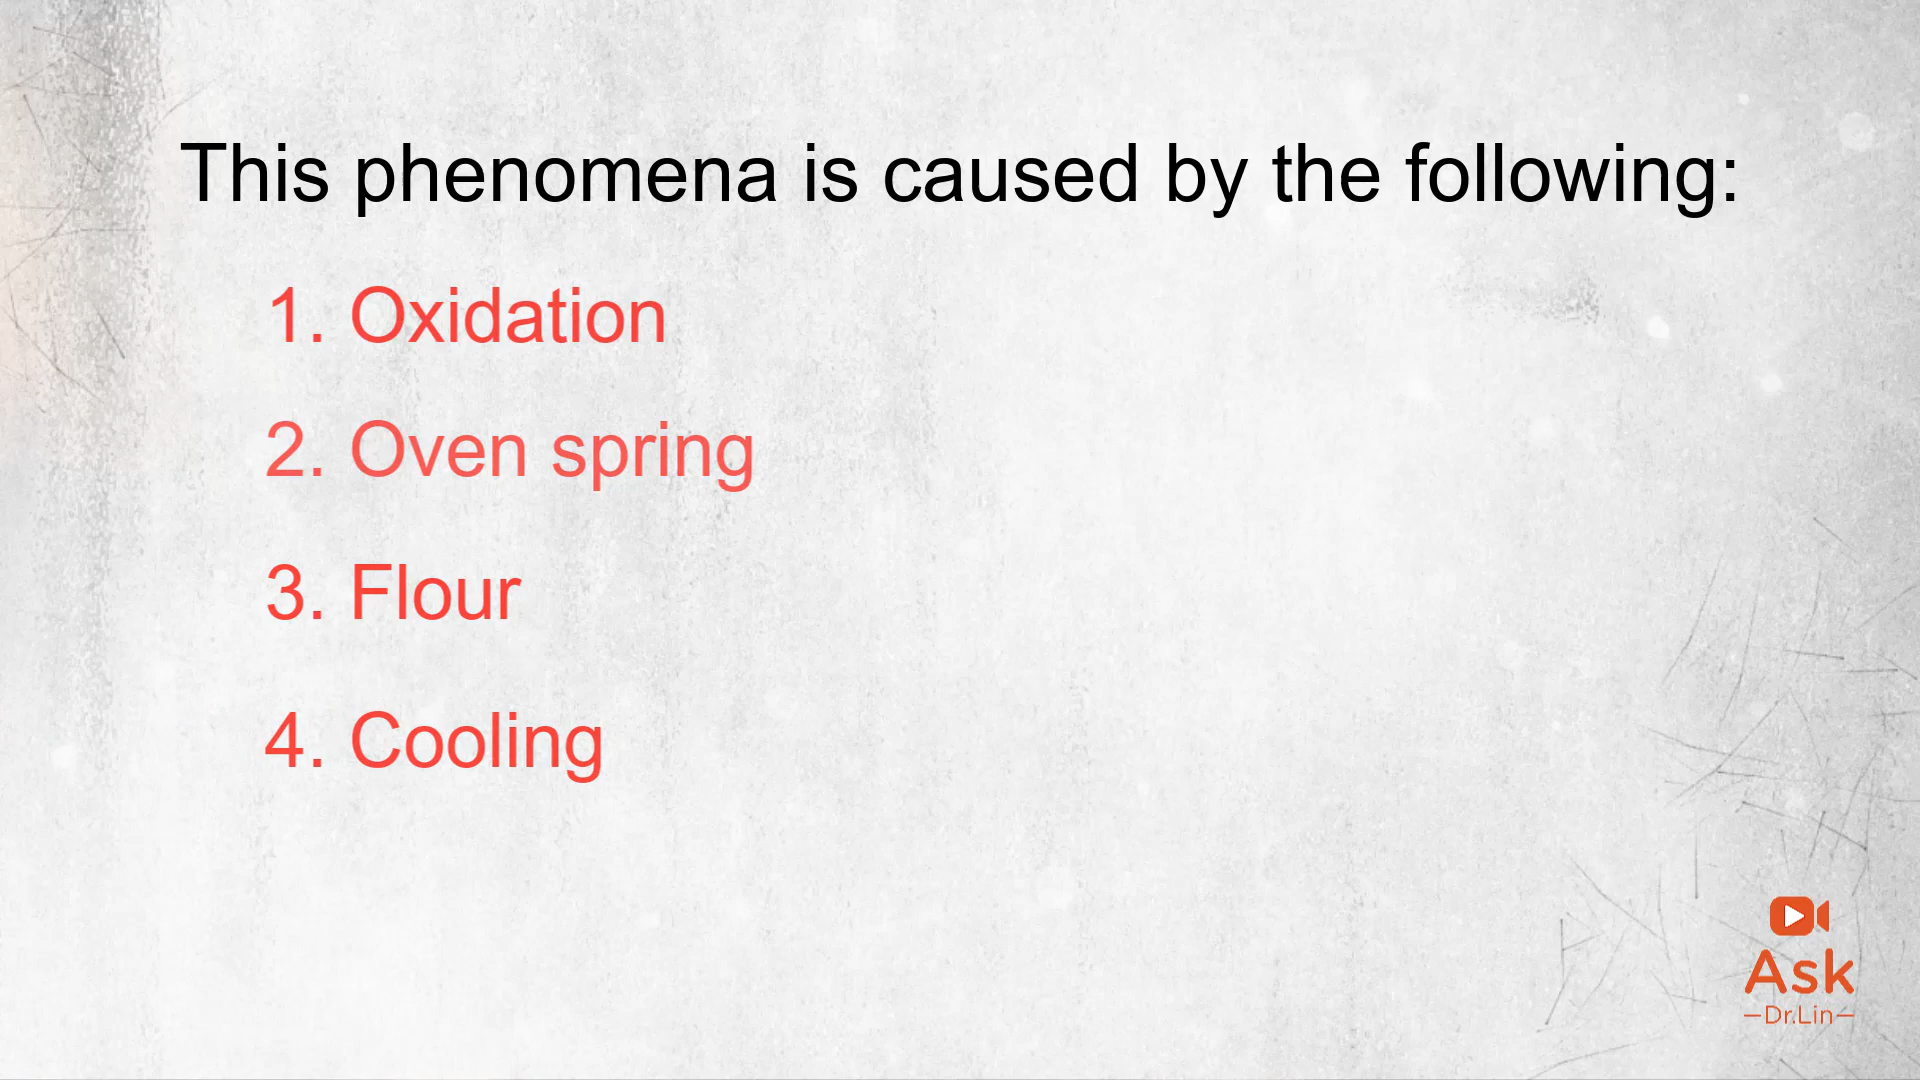 This phenomena is caused by the following:
1. Oxidation
2. Oven spring
3. Flour
4. Cooling
Ask
Dr.Lin